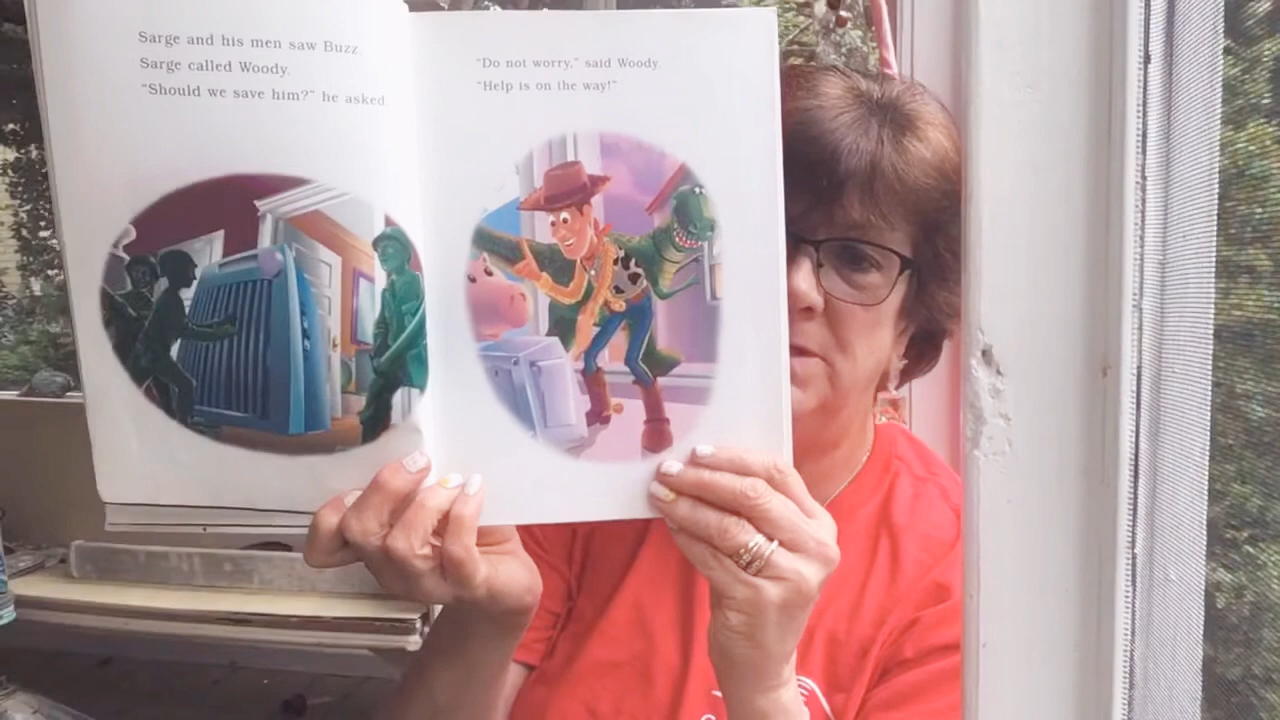 Sarge and his men saw Buzz.
Sarge called Woody.
"Should we save him?" he asked.
"Do not worry," said Woody.
"Help is on the way!"